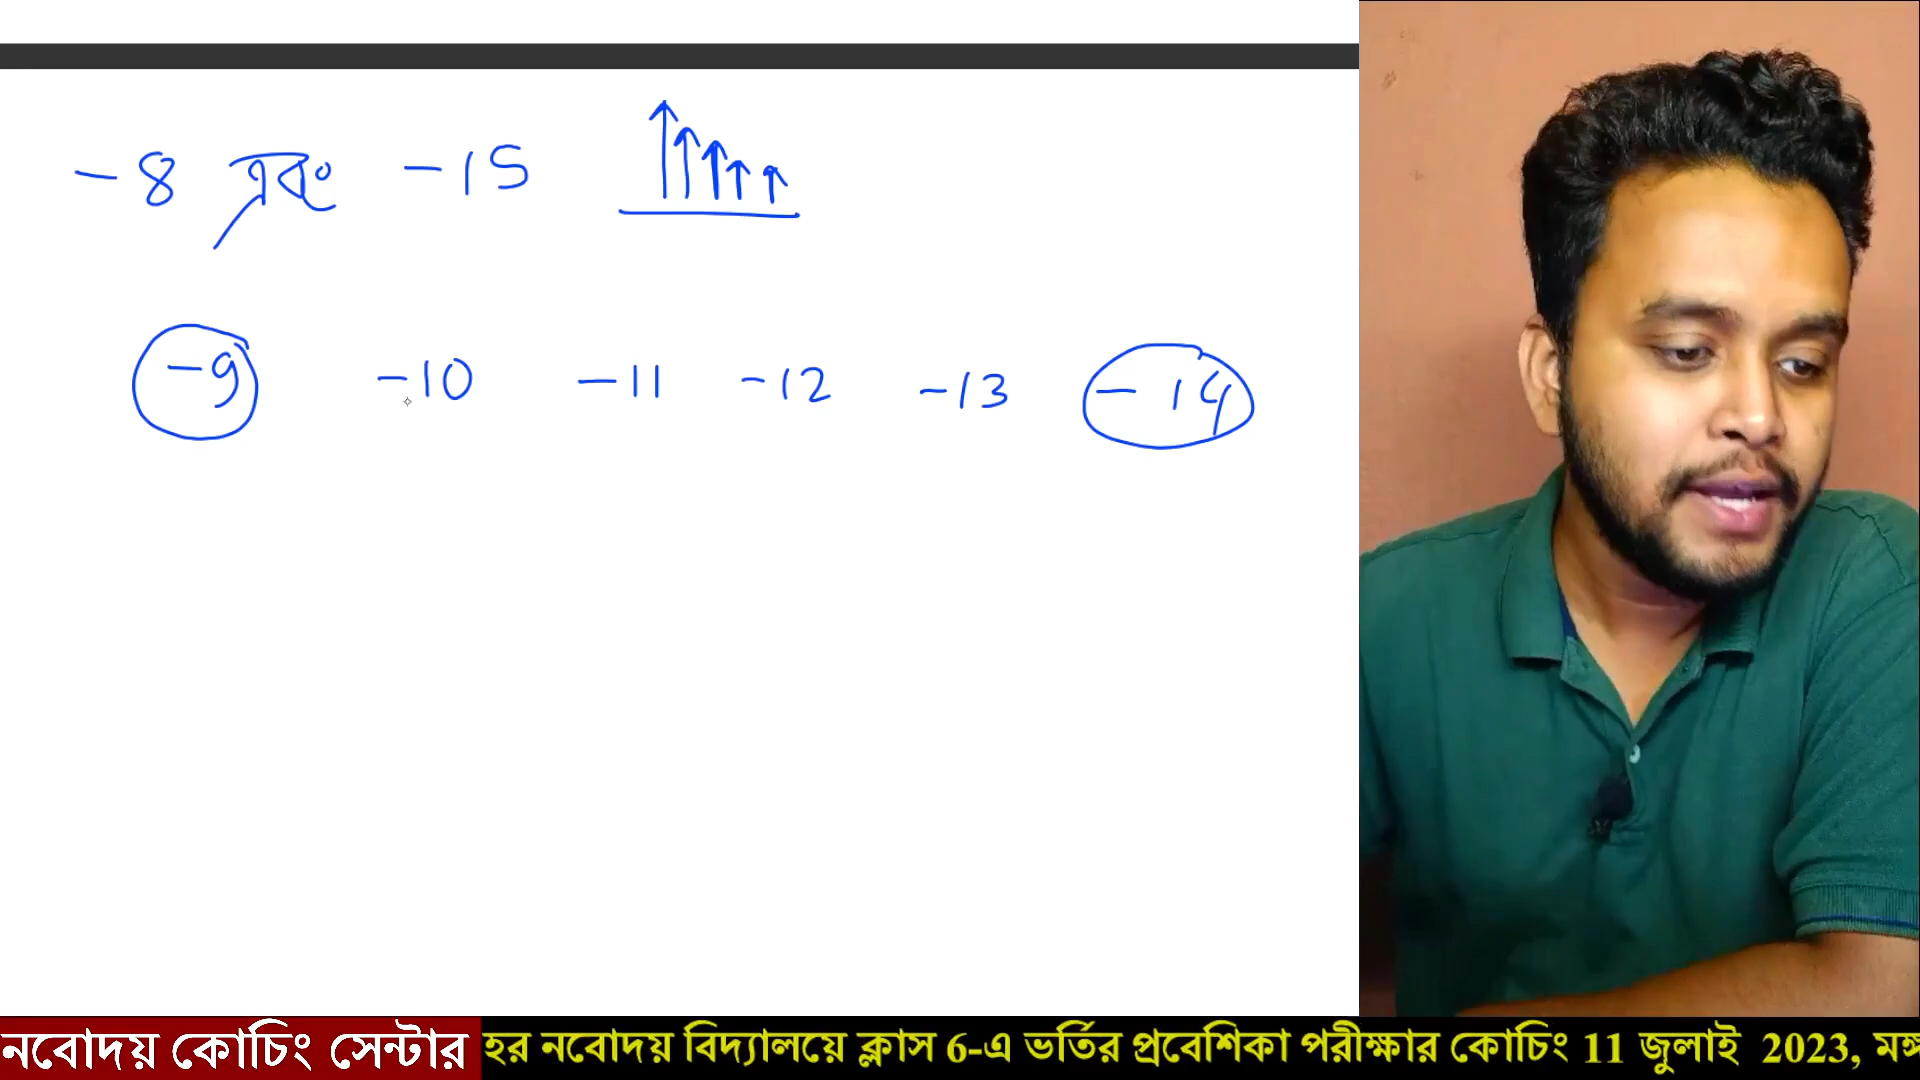 -8 এবং -15
-9 -10 -11 -12 -13 -14
নবোদয় কোচিং সেন্টার
হর নবোদয় বিদ্যালয়ে ক্লাস 6-এ ভর্তির প্রবেশিকা পরীক্ষার কোচিং 11 জুলাই 2023, মঙ্গ